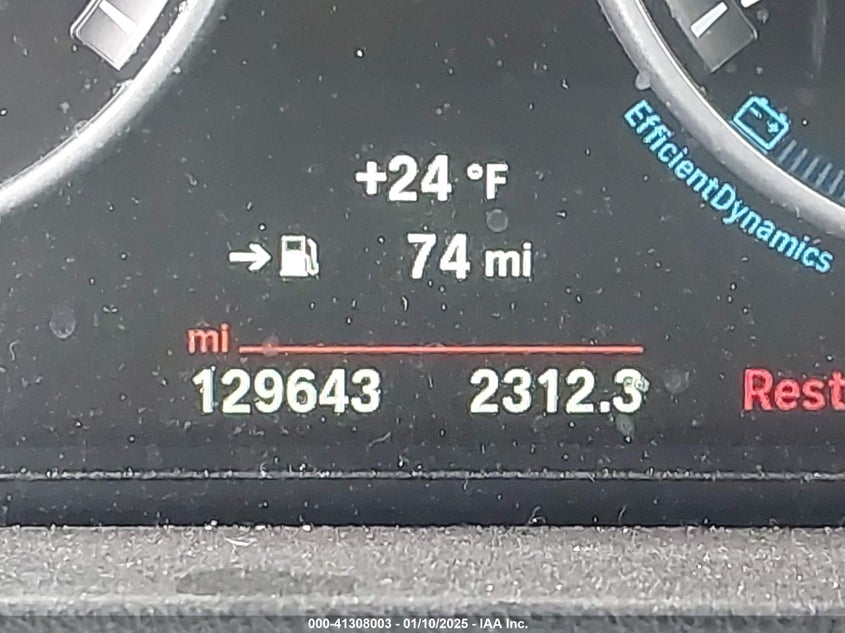 +24 °F
EfficientDynamics
→ 74 mi
mi
129643 2312.3 Rest
000-41308003 - 01/10/2025 - IAA Inc.